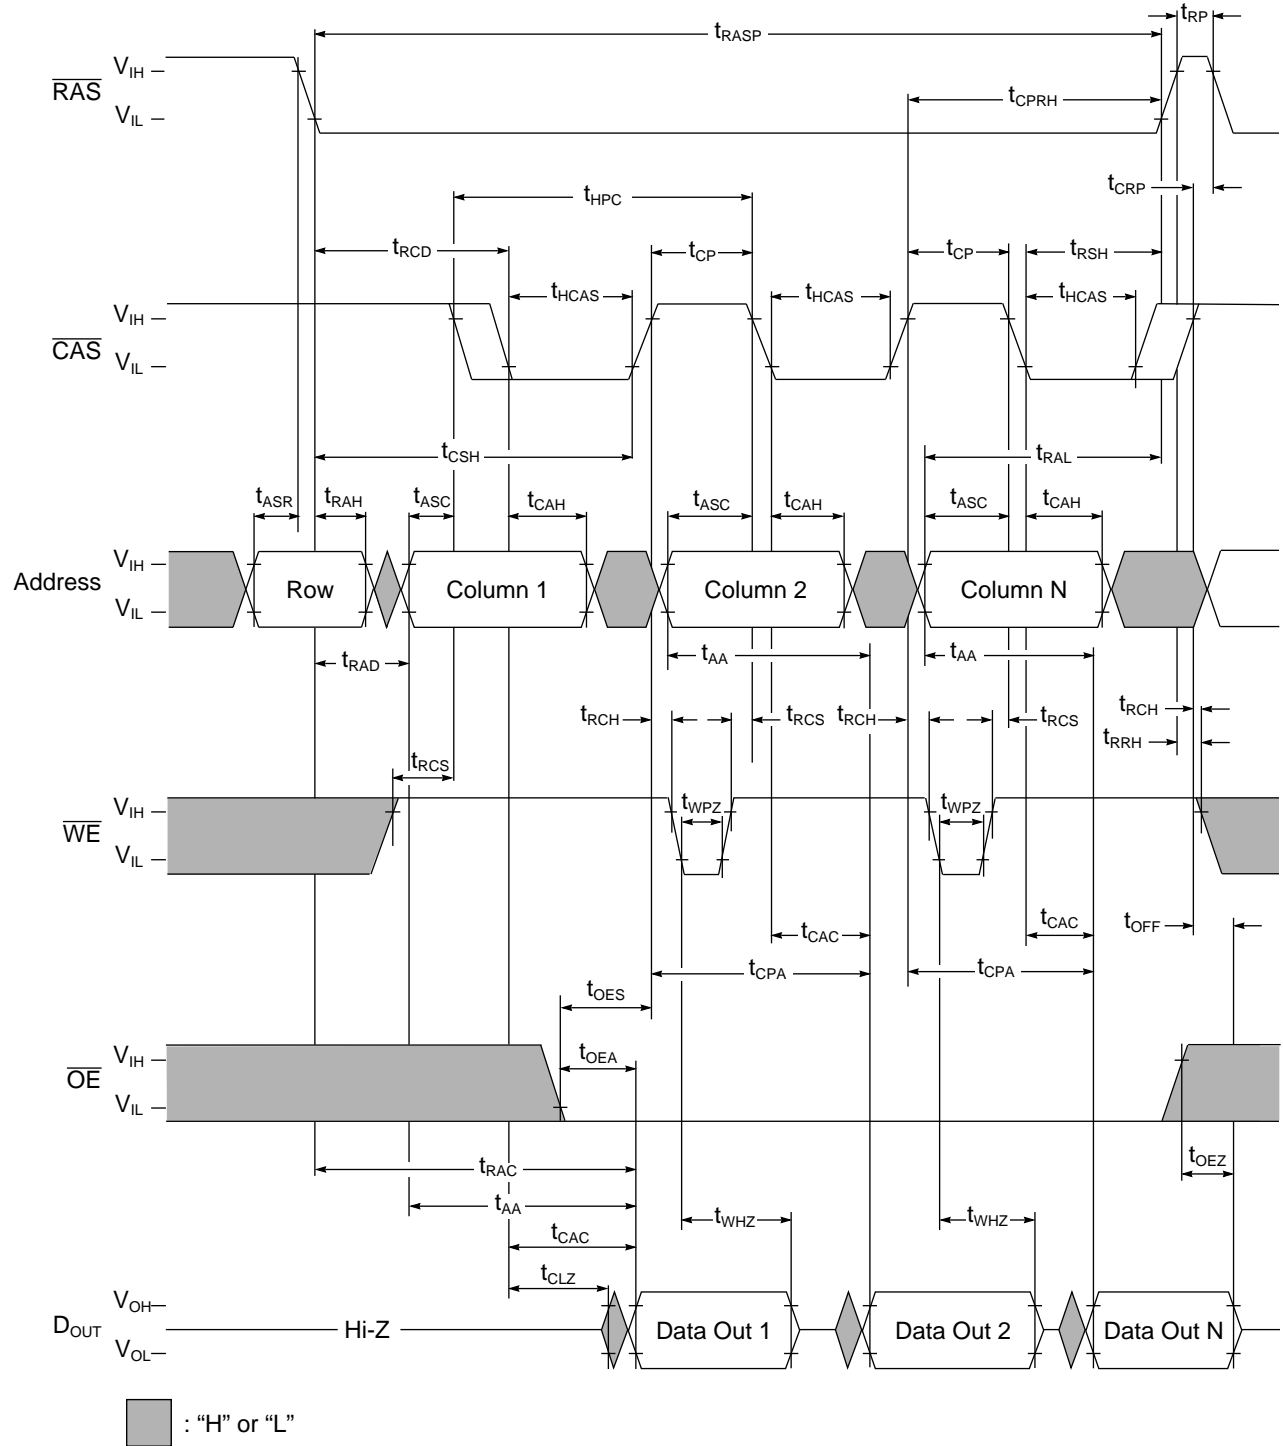 tRP
tRASP
VIH
RAS
tCPRH
VIL
tCRP
tHPC
tRCD tCP tCP tRSH
tHCAS tHCAS tHCAS
VIH
CAS
VIL
tCSH tRAL
tASR tRAH tASC tCAH tASC tCAH tASC tCAH
VIH
Address Row Column 1 Column 2 Column N
VIL
tRAD tAA tAA
tRCH tRCS tRCH tRCS tRCH
tRRH
tRCS
VIH
WE tWPZ tWPZ
VIL
tCAC tCAC tOFF
tCPA tCPA
tOES
VIH tOEA
OE
VIL
tRAC tOEZ
tAA tWHZ tWHZ
tCAC
tCLZ
VOH
DOUT Hi-Z Data Out 1 Data Out 2 Data Out N
VOL
: “H” or “L”